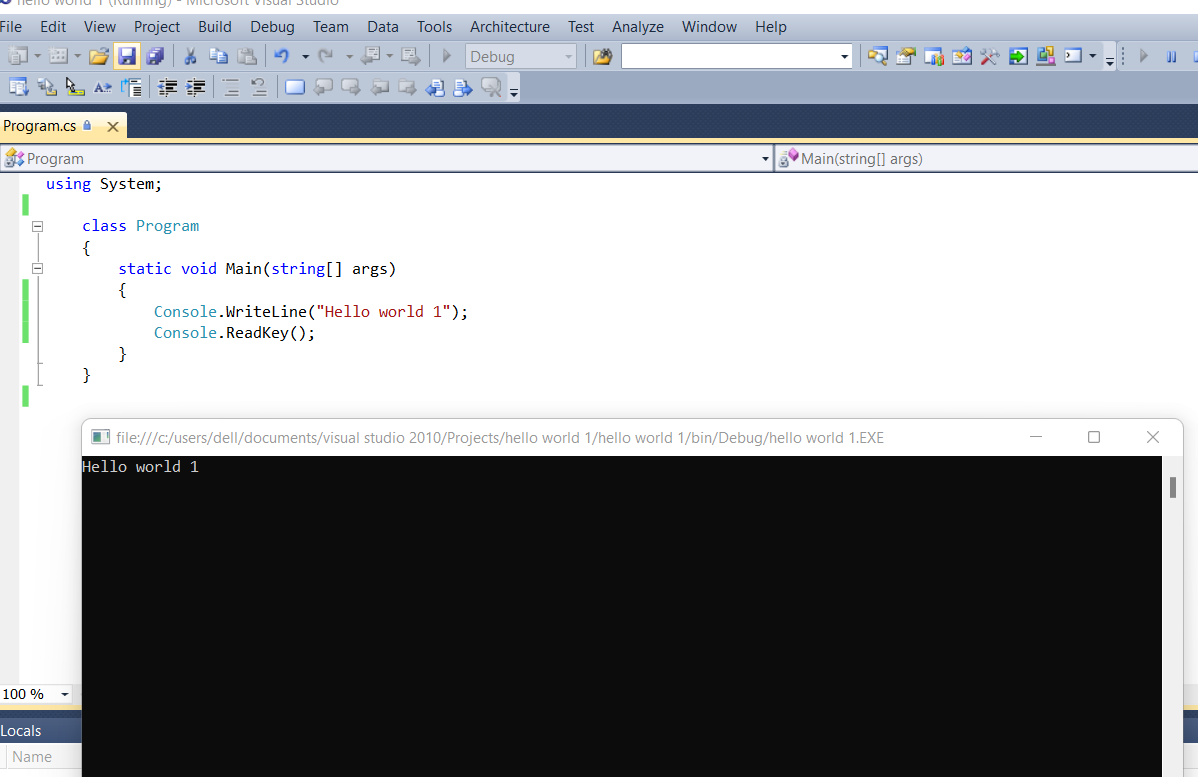 hello world 1 (Running) - Microsoft Visual Studio
File Edit View Project Build Debug Team Data Tools Architecture Test Analyze Window Help
Debug
Program.cs
Program
Main(string[] args)
using System;
class Program
{
static void Main(string[] args)
{
Console.WriteLine("Hello world 1");
Console.ReadKey();
}
}
file:///c:/users/dell/documents/visual studio 2010/Projects/hello world 1/hello world 1/bin/Debug/hello world 1.EXE
Hello world 1
100 %
Locals
Name